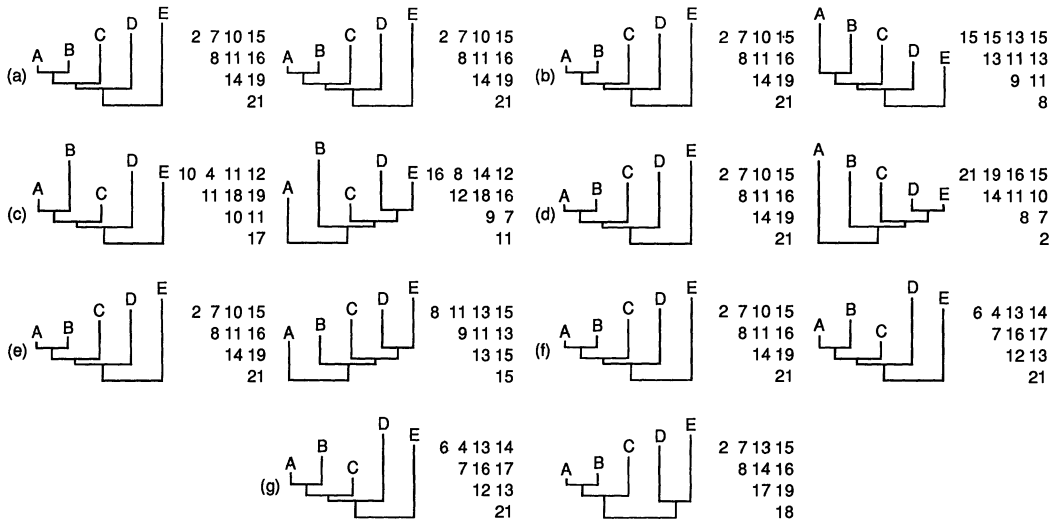 A B C D E 2 7 10 15 A B C D E 2 7 10 15
8 11 16 8 11 16
(a) 14 19 14 19
21 21
A B C D E 2 7 10 15 A B C D E 15 15 13 15
8 11 16 13 11 13
(b) 14 19 9 11
21 8
A B C D E 10 4 11 12 A B C D E 16 8 14 12
11 18 19 12 18 16
(c) 10 11 9 7
17 11
A B C D E 2 7 10 15 A B C D E 21 19 16 15
8 11 16 14 11 10
(d) 14 19 8 7
21 2
A B C D E 2 7 10 15 A B C D E 8 11 13 15
8 11 16 9 11 13
(e) 14 19 13 15
21 15
A B C D E 2 7 10 15 A B C D E 6 4 13 14
8 11 16 7 16 17
(f) 14 19 12 13
21 21
A B C D E 6 4 13 14 A B C D E 2 7 13 15
7 16 17 8 14 16
(g) 12 13 17 19
21 18